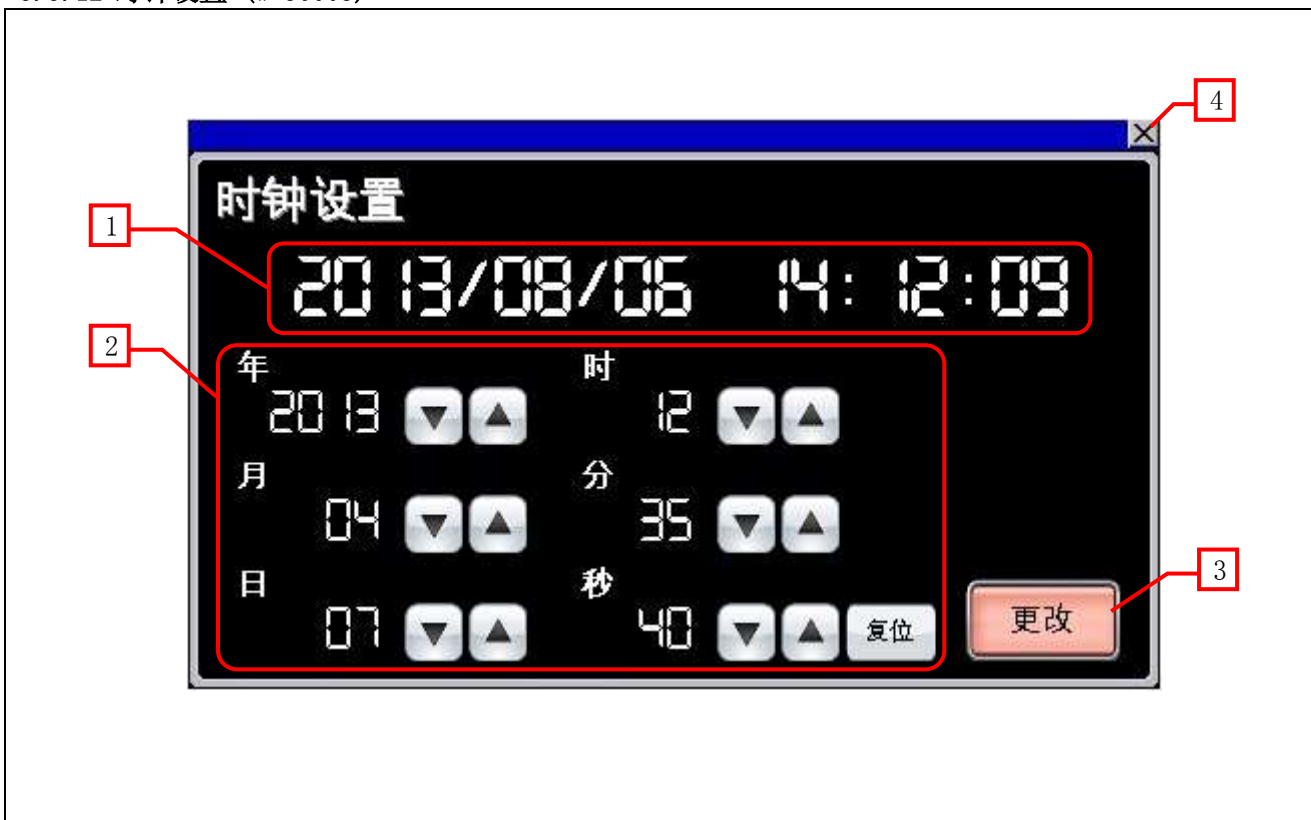 4
时钟设置
1
2013/08/06 14:12:09
2
年 时
2013 ▼ ▲ 12 ▼ ▲
月 分
04 ▼ ▲ 35 ▼ ▲
日 秒
07 ▼ ▲ 40 ▼ ▲ 复位
更改
3